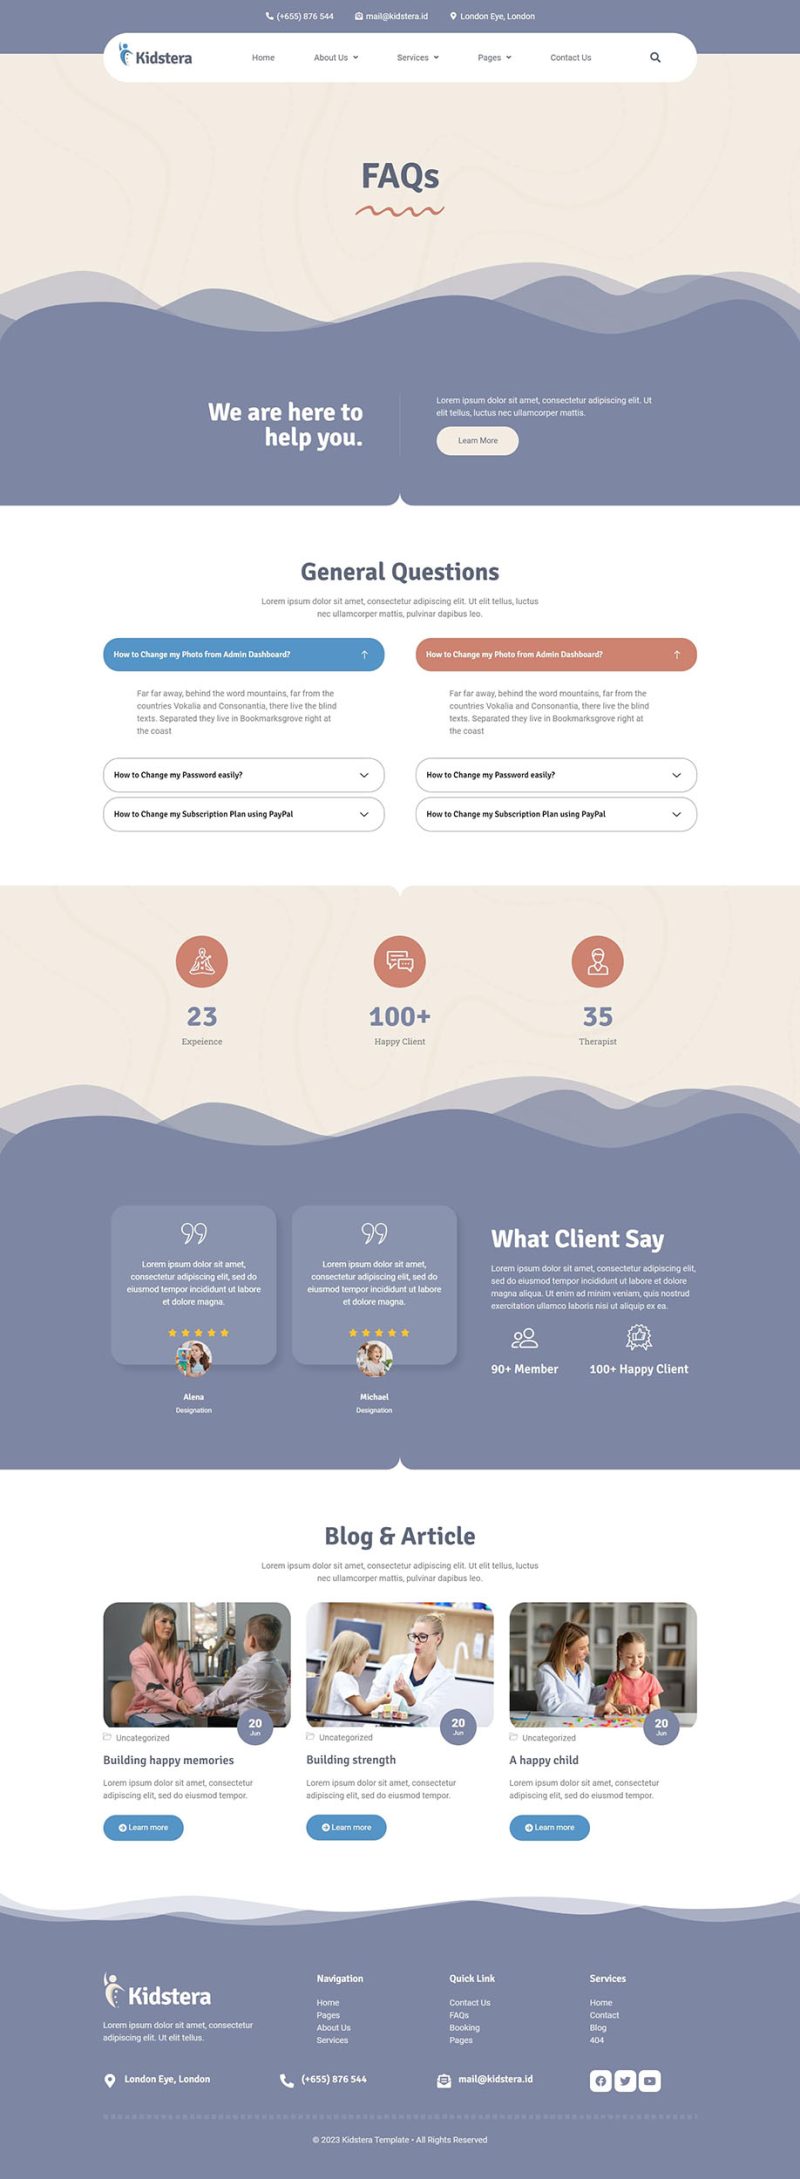 (+655) 876 544 mail@kidstera.id London Eye, London
Kidstera Home About Us Services Pages Contact Us
FAQs
We are here to
help you.
Lorem ipsum dolor sit amet, consectetur adipiscing elit. Ut
elit tellus, luctus nec ullamcorper mattis.
Learn More
General Questions
Lorem ipsum dolor sit amet, consectetur adipiscing elit. Ut elit tellus, luctus
nec ullamcorper mattis, pulvinar dapibus leo.
How to Change my Photo from Admin Dashboard?
Far far away, behind the word mountains, far from the
countries Vokalia and Consonantia, there live the blind
texts. Separated they live in Bookmarksgrove right at
the coast
How to Change my Password easily?
How to Change my Subscription Plan using PayPal
How to Change my Photo from Admin Dashboard?
Far far away, behind the word mountains, far from the
countries Vokalia and Consonantia, there live the blind
texts. Separated they live in Bookmarksgrove right at
the coast
How to Change my Password easily?
How to Change my Subscription Plan using PayPal
23
Expeience
100+
Happy Client
35
Therapist
Lorem ipsum dolor sit amet,
consectetur adipiscing elit, sed do
eiusmod tempor incididunt ut labore
et dolore magna.
Alena
Designation
Lorem ipsum dolor sit amet,
consectetur adipiscing elit, sed do
eiusmod tempor incididunt ut labore
et dolore magna.
Michael
Designation
What Client Say
Lorem ipsum dolor sit amet, consectetur adipiscing elit,
sed do eiusmod tempor incididunt ut labore et dolore
magna aliqua. Ut enim ad minim veniam, quis nostrud
exercitation ullamco laboris nisi ut aliquip ex ea.
90+ Member
100+ Happy Client
Blog & Article
Lorem ipsum dolor sit amet, consectetur adipiscing elit. Ut elit tellus, luctus
nec ullamcorper mattis, pulvinar dapibus leo.
20
Jun
Uncategorized
Building happy memories
Lorem ipsum dolor sit amet, consectetur
adipiscing elit, sed do eiusmod tempor.
Learn more
20
Jun
Uncategorized
Building strength
Lorem ipsum dolor sit amet, consectetur
adipiscing elit, sed do eiusmod tempor.
Learn more
20
Jun
Uncategorized
A happy child
Lorem ipsum dolor sit amet, consectetur
adipiscing elit, sed do eiusmod tempor.
Learn more
Kidstera
Lorem ipsum dolor sit amet, consectetur
adipiscing elit. Ut elit tellus.
Navigation
Home
Pages
About Us
Services
Quick Link
Contact Us
FAQs
Booking
Pages
Services
Home
Contact
Blog
404
London Eye, London (+655) 876 544 mail@kidstera.id
© 2023 Kidstera Template • All Rights Reserved